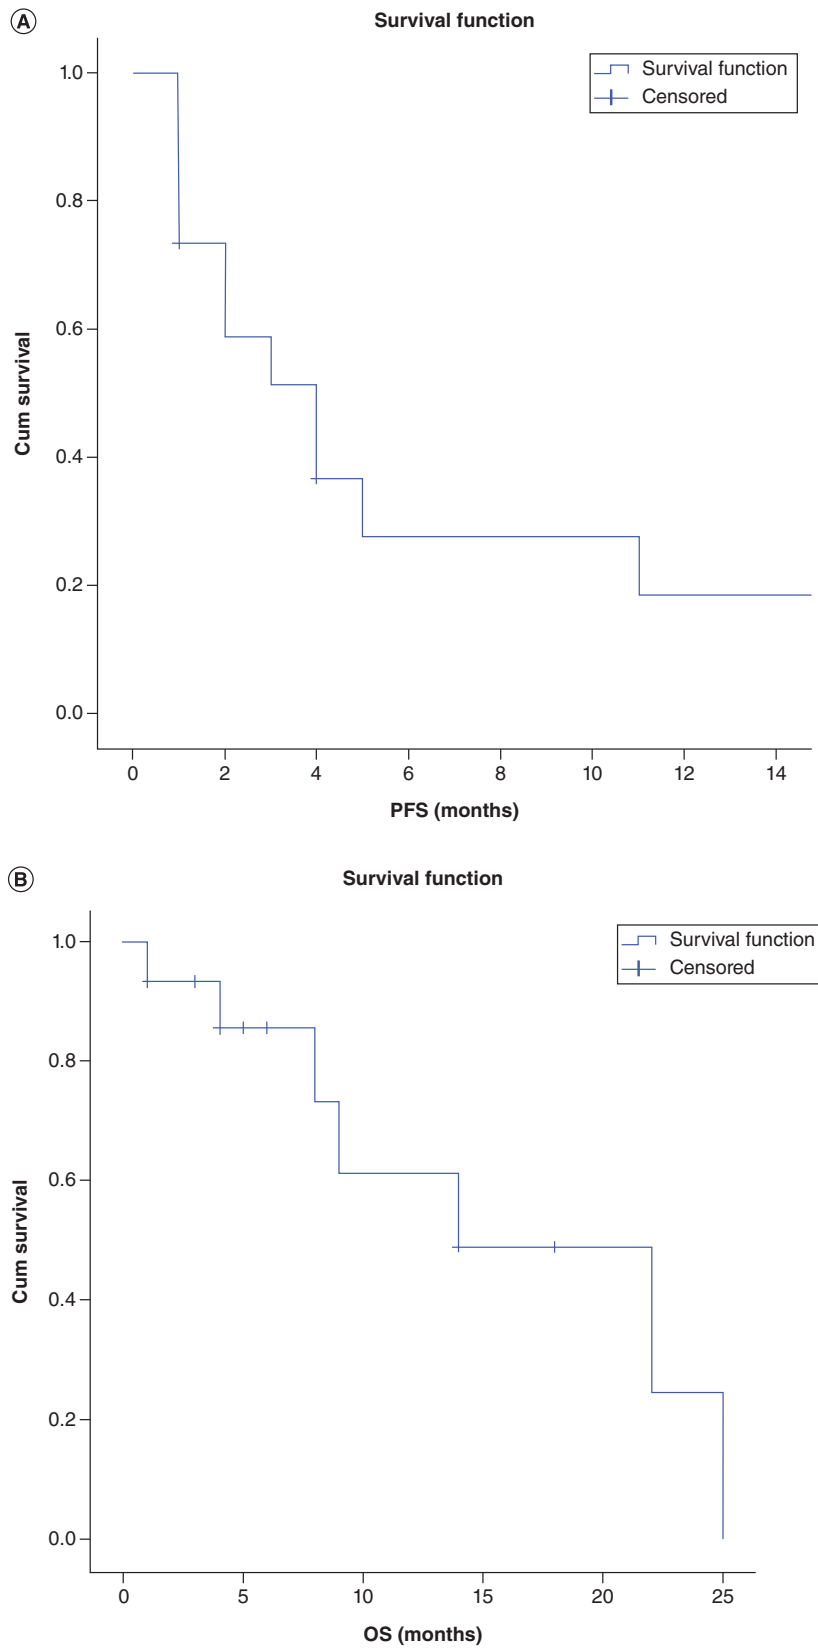 A
Survival function
Survival function
Censored
1.0
0.8
0.6
0.4
0.2
0.0
Cum survival
0 2 4 6 8 10 12 14
PFS (months)
B
Survival function
Survival function
Censored
1.0
0.8
0.6
0.4
0.2
0.0
Cum survival
0 5 10 15 20 25
OS (months)